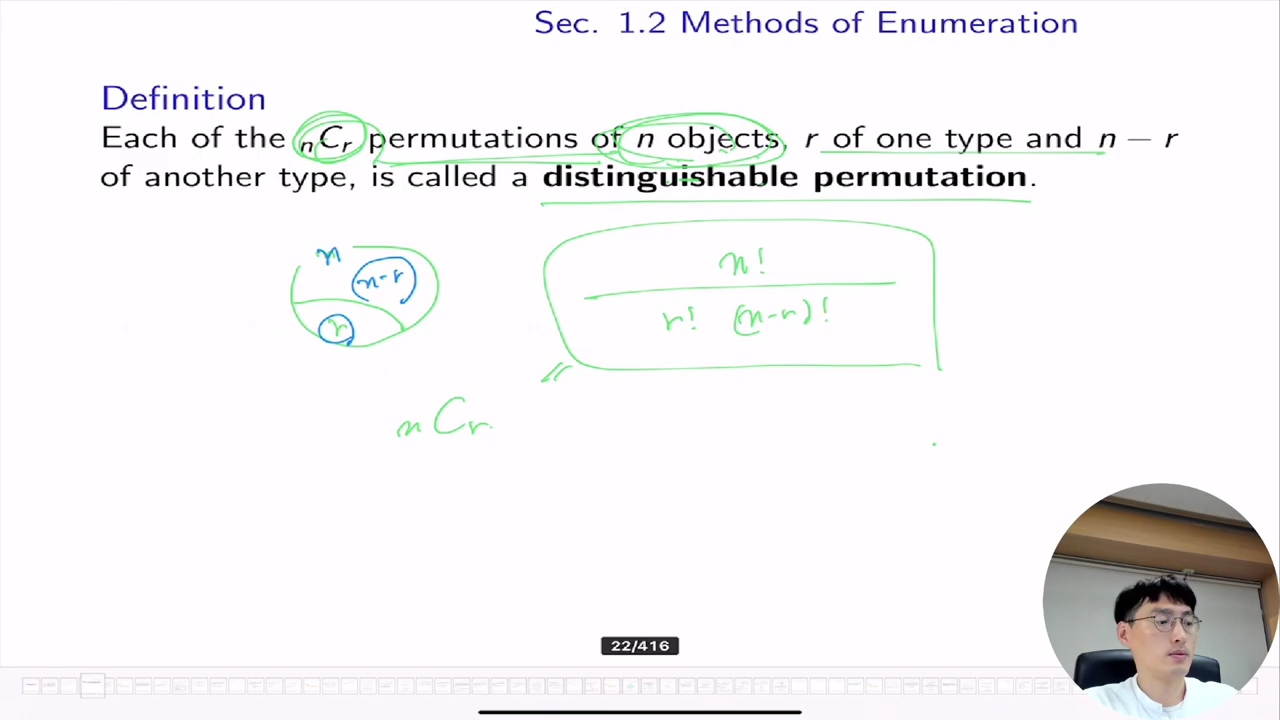 Sec. 1.2 Methods of Enumeration
Definition
Each of the ₙCᵣ permutations of n objects, r of one type and n − r
of another type, is called a distinguishable permutation.
n
n-r
r
n!
r! (n-r)!
nCr
22/416